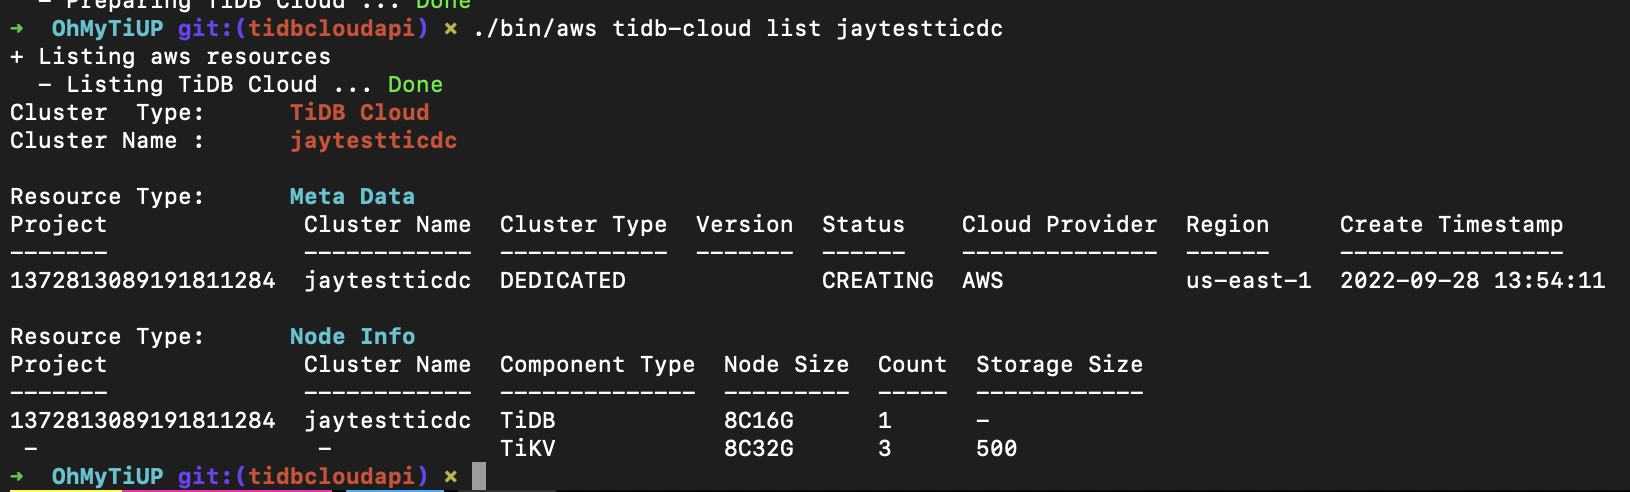 - Preparing TiDB Cloud ... Done
→ OhMyTiUP git:(tidbcloudapi) × ./bin/aws tidb-cloud list jaytestticdc
+ Listing aws resources
  - Listing TiDB Cloud ... Done
Cluster  Type:      TiDB Cloud
Cluster Name :      jaytestticdc

Resource Type:      Meta Data
Project              Cluster Name  Cluster Type  Version  Status    Cloud Provider  Region     Create Timestamp
-------              ------------  ------------  -------  ------    --------------  ------     ----------------
1372813089191811284  jaytestticdc  DEDICATED              CREATING  AWS             us-east-1  2022-09-28 13:54:11

Resource Type:      Node Info
Project              Cluster Name  Component Type  Node Size  Count  Storage Size
-------              ------------  --------------  ---------  -----  ------------
1372813089191811284  jaytestticdc  TiDB            8C16G      1      -
 -                    -            TiKV            8C32G      3      500
→ OhMyTiUP git:(tidbcloudapi) ×